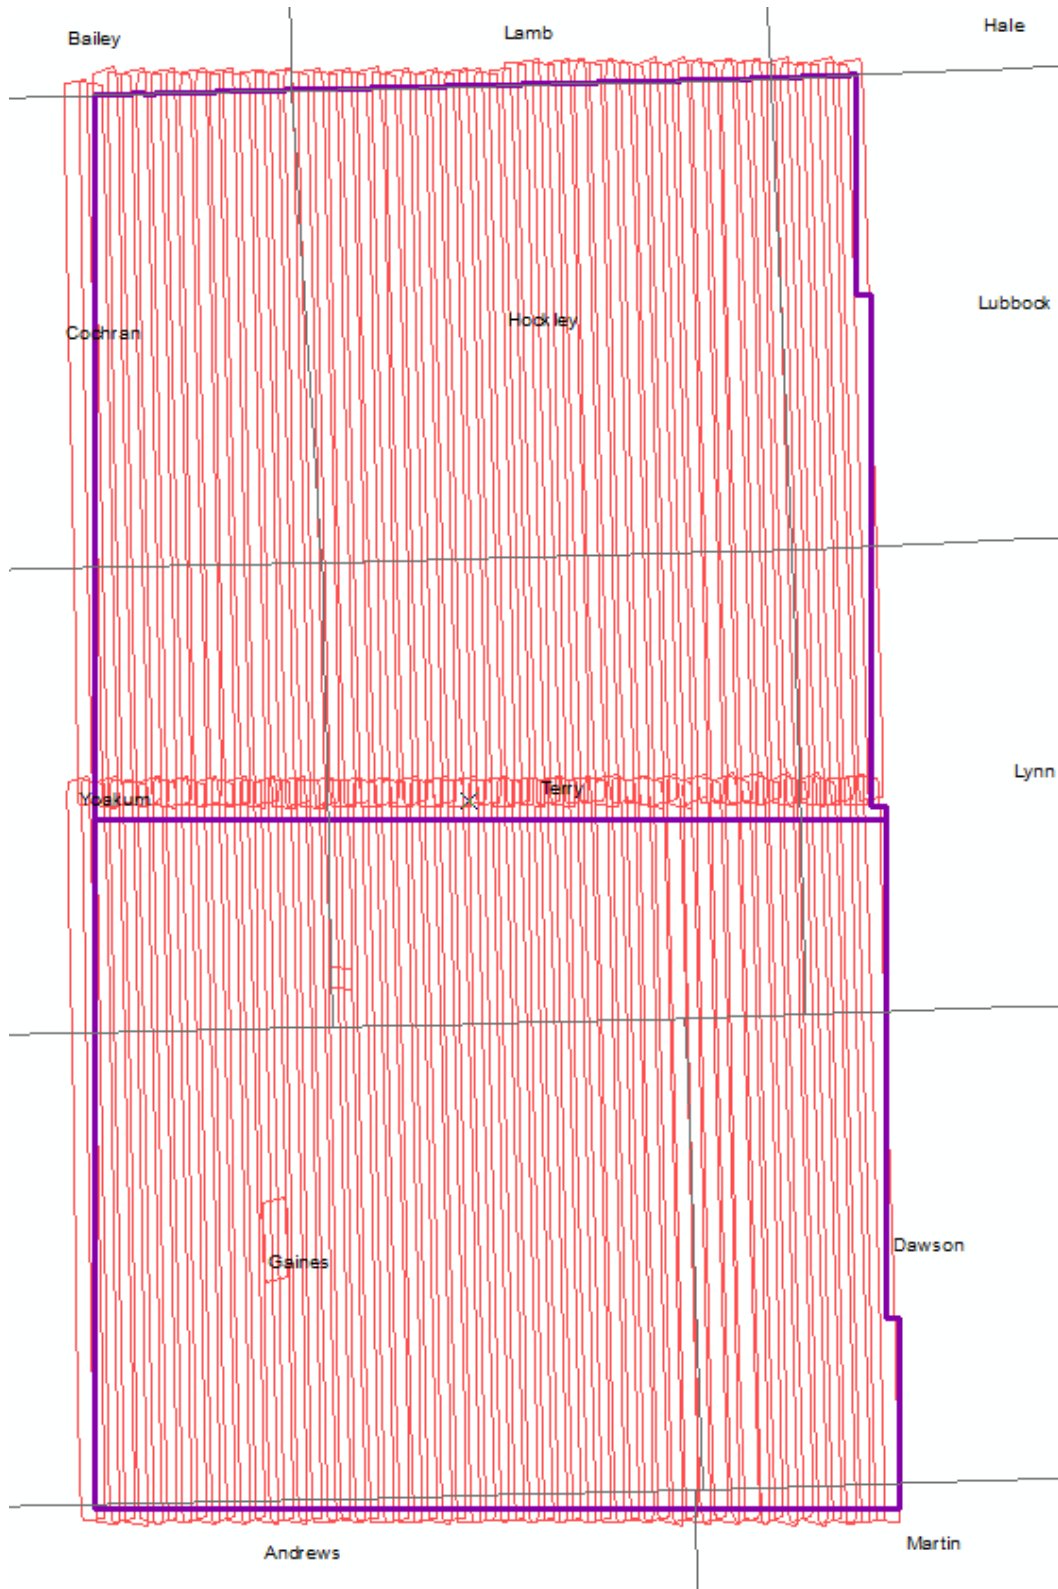 Hale
Lamb
Bailey
Lubbock
Hockley
Cochran
Lynn
Terry
Yoakum
Dawson
Gaines
Martin
Andrews